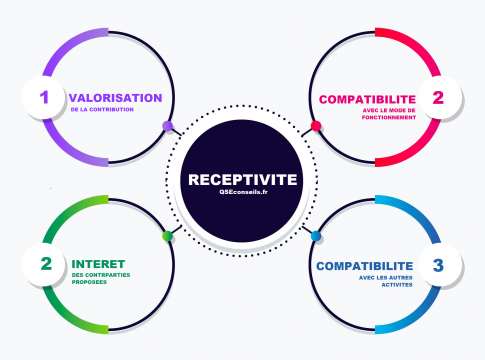 1
VALORISATION
DE LA CONTRIBUTION
COMPATIBILITE
AVEC LE MODE DE
FONCTIONNEMENT
2
RECEPTIVITE
QSEconseils.fr
2
INTERET
DES CONTRPARTIES
PROPOSEES
COMPATIBILITE
AVEC LES AUTRES
ACTIVITES
3